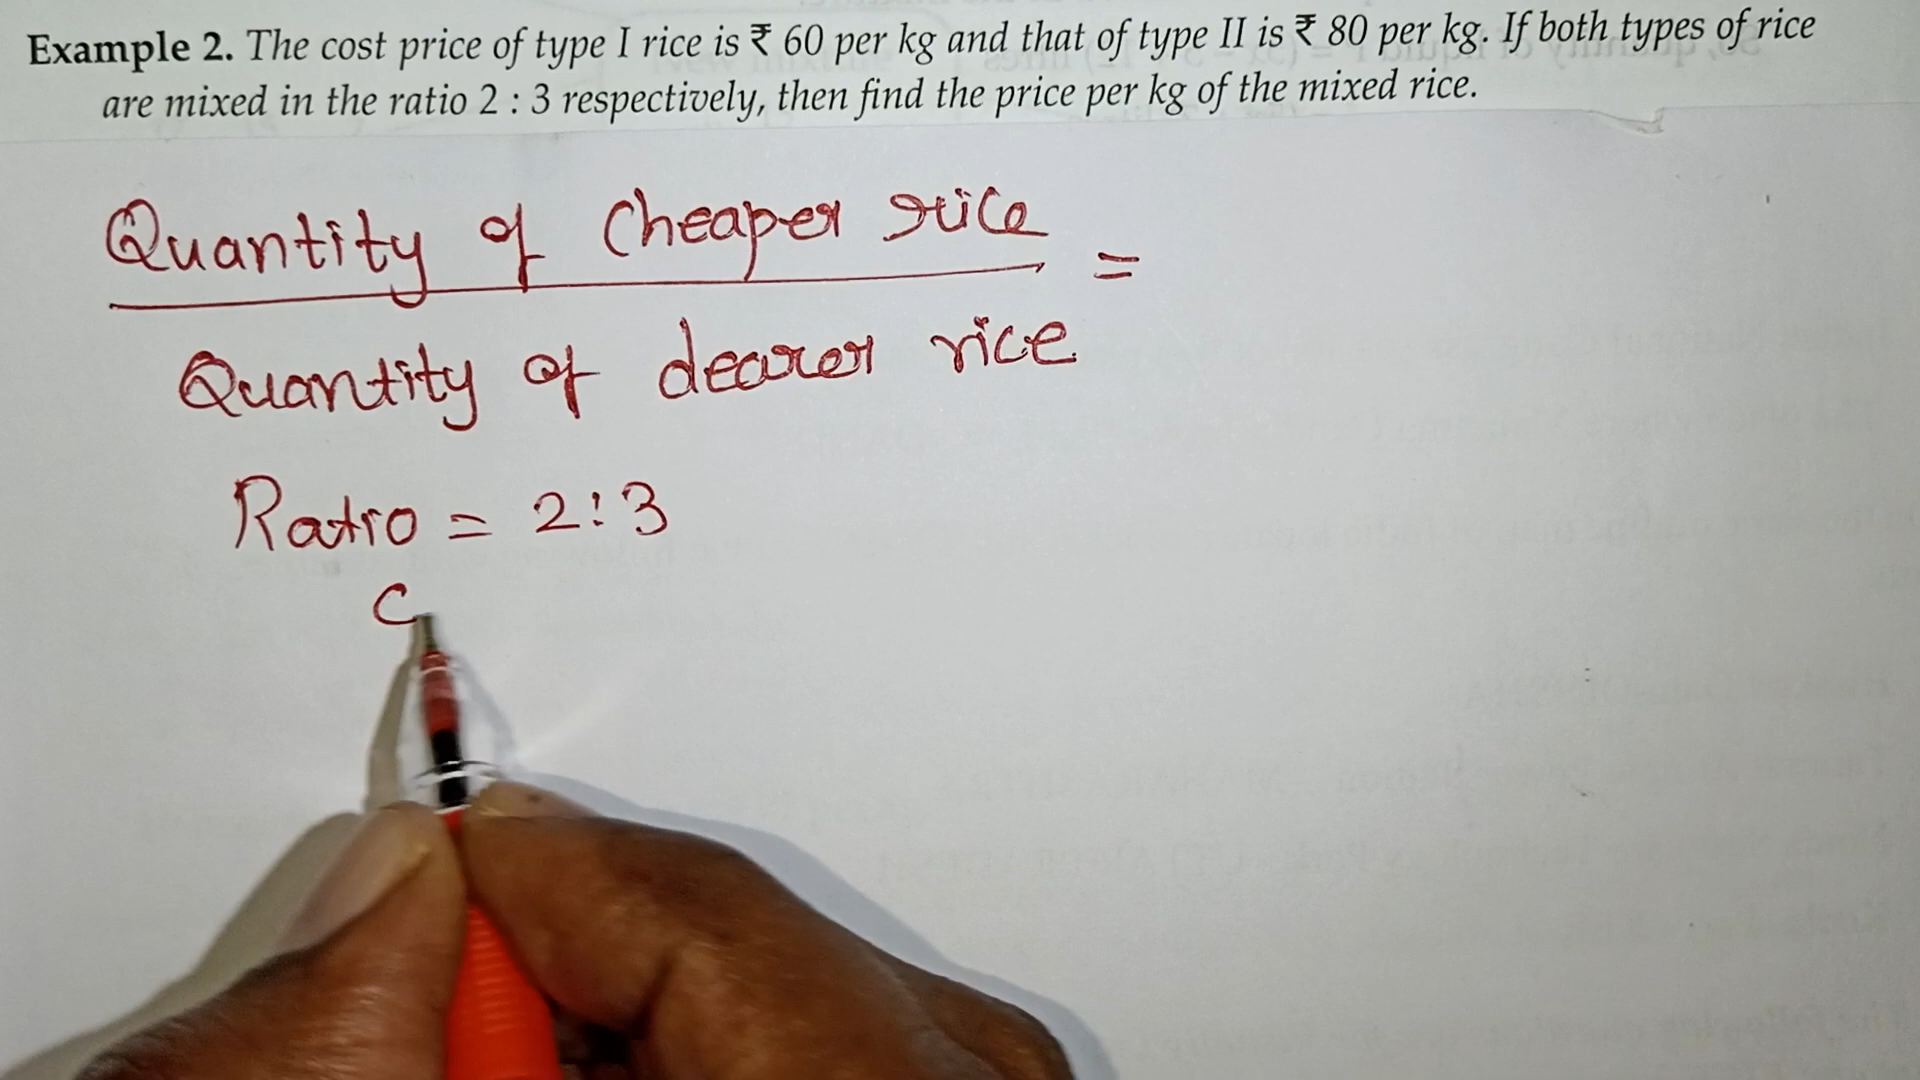 Example 2. The cost price of type I rice is ₹ 60 per kg and that of type II is ₹ 80 per kg. If both types of rice
are mixed in the ratio 2 : 3 respectively, then find the price per kg of the mixed rice.
Quantity of Cheaper rice =
Quantity of dearer rice
Ratio = 2:3
C